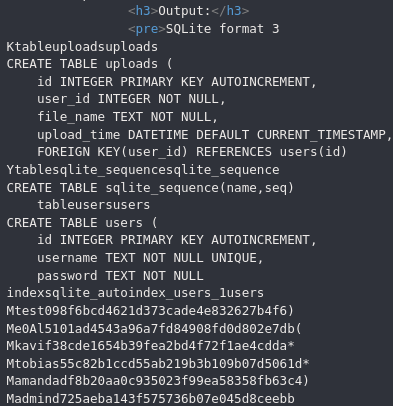 <h3>Output:</h3>
<pre>SQLite format 3
Ktableuploadsuploads
CREATE TABLE uploads (
    id INTEGER PRIMARY KEY AUTOINCREMENT,
    user_id INTEGER NOT NULL,
    file_name TEXT NOT NULL,
    upload_time DATETIME DEFAULT CURRENT_TIMESTAMP,
    FOREIGN KEY(user_id) REFERENCES users(id)
Ytablesqlite_sequencesqlite_sequence
CREATE TABLE sqlite_sequence(name,seq)
    tableusersusers
CREATE TABLE users (
    id INTEGER PRIMARY KEY AUTOINCREMENT,
    username TEXT NOT NULL UNIQUE,
    password TEXT NOT NULL
indexsqlite_autoindex_users_1users
Mtest098f6bcd4621d373cade4e832627b4f6)
Me0Al5101ad4543a96a7fd84908fd0d802e7db(
Mkavif38cde1654b39fea2bd4f72f1ae4cdda*
Mtobias55c82b1ccd55ab219b3b109b07d5061d*
Mamandadf8b20aa0c935023f99ea58358fb63c4)
Madmind725aeba143f575736b07e045d8ceebb